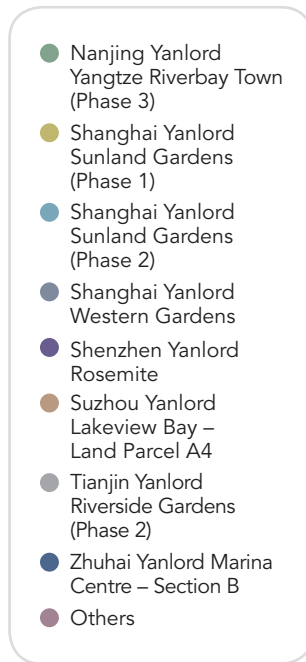 Nanjing Yanlord
Yangtze Riverbay Town
(Phase 3)
Shanghai Yanlord
Sunland Gardens
(Phase 1)
Shanghai Yanlord
Sunland Gardens
(Phase 2)
Shanghai Yanlord
Western Gardens
Shenzhen Yanlord
Rosemite
Suzhou Yanlord
Lakeview Bay –
Land Parcel A4
Tianjin Yanlord
Riverside Gardens
(Phase 2)
Zhuhai Yanlord Marina
Centre – Section B
Others